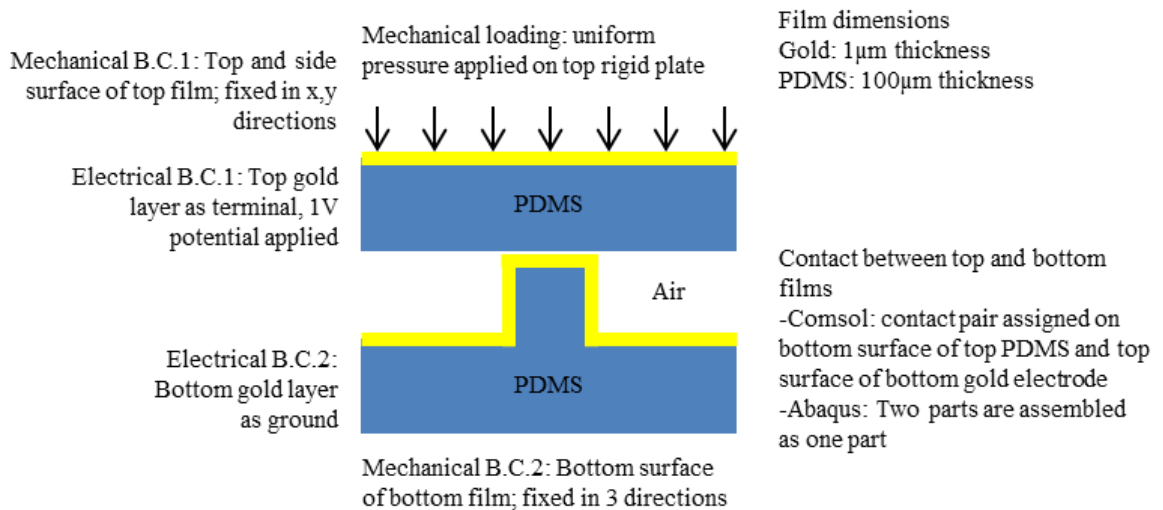 Mechanical B.C.1: Top and side
surface of top film; fixed in x,y
directions
Mechanical loading: uniform
pressure applied on top rigid plate
Film dimensions
Gold: 1μm thickness
PDMS: 100μm thickness
Electrical B.C.1: Top gold
layer as terminal, 1V
potential applied
PDMS
Air
Contact between top and bottom
films
-Comsol: contact pair assigned on
bottom surface of top PDMS and top
surface of bottom gold electrode
-Abaqus: Two parts are assembled
as one part
Electrical B.C.2:
Bottom gold layer
as ground
PDMS
Mechanical B.C.2: Bottom surface
of bottom film; fixed in 3 directions